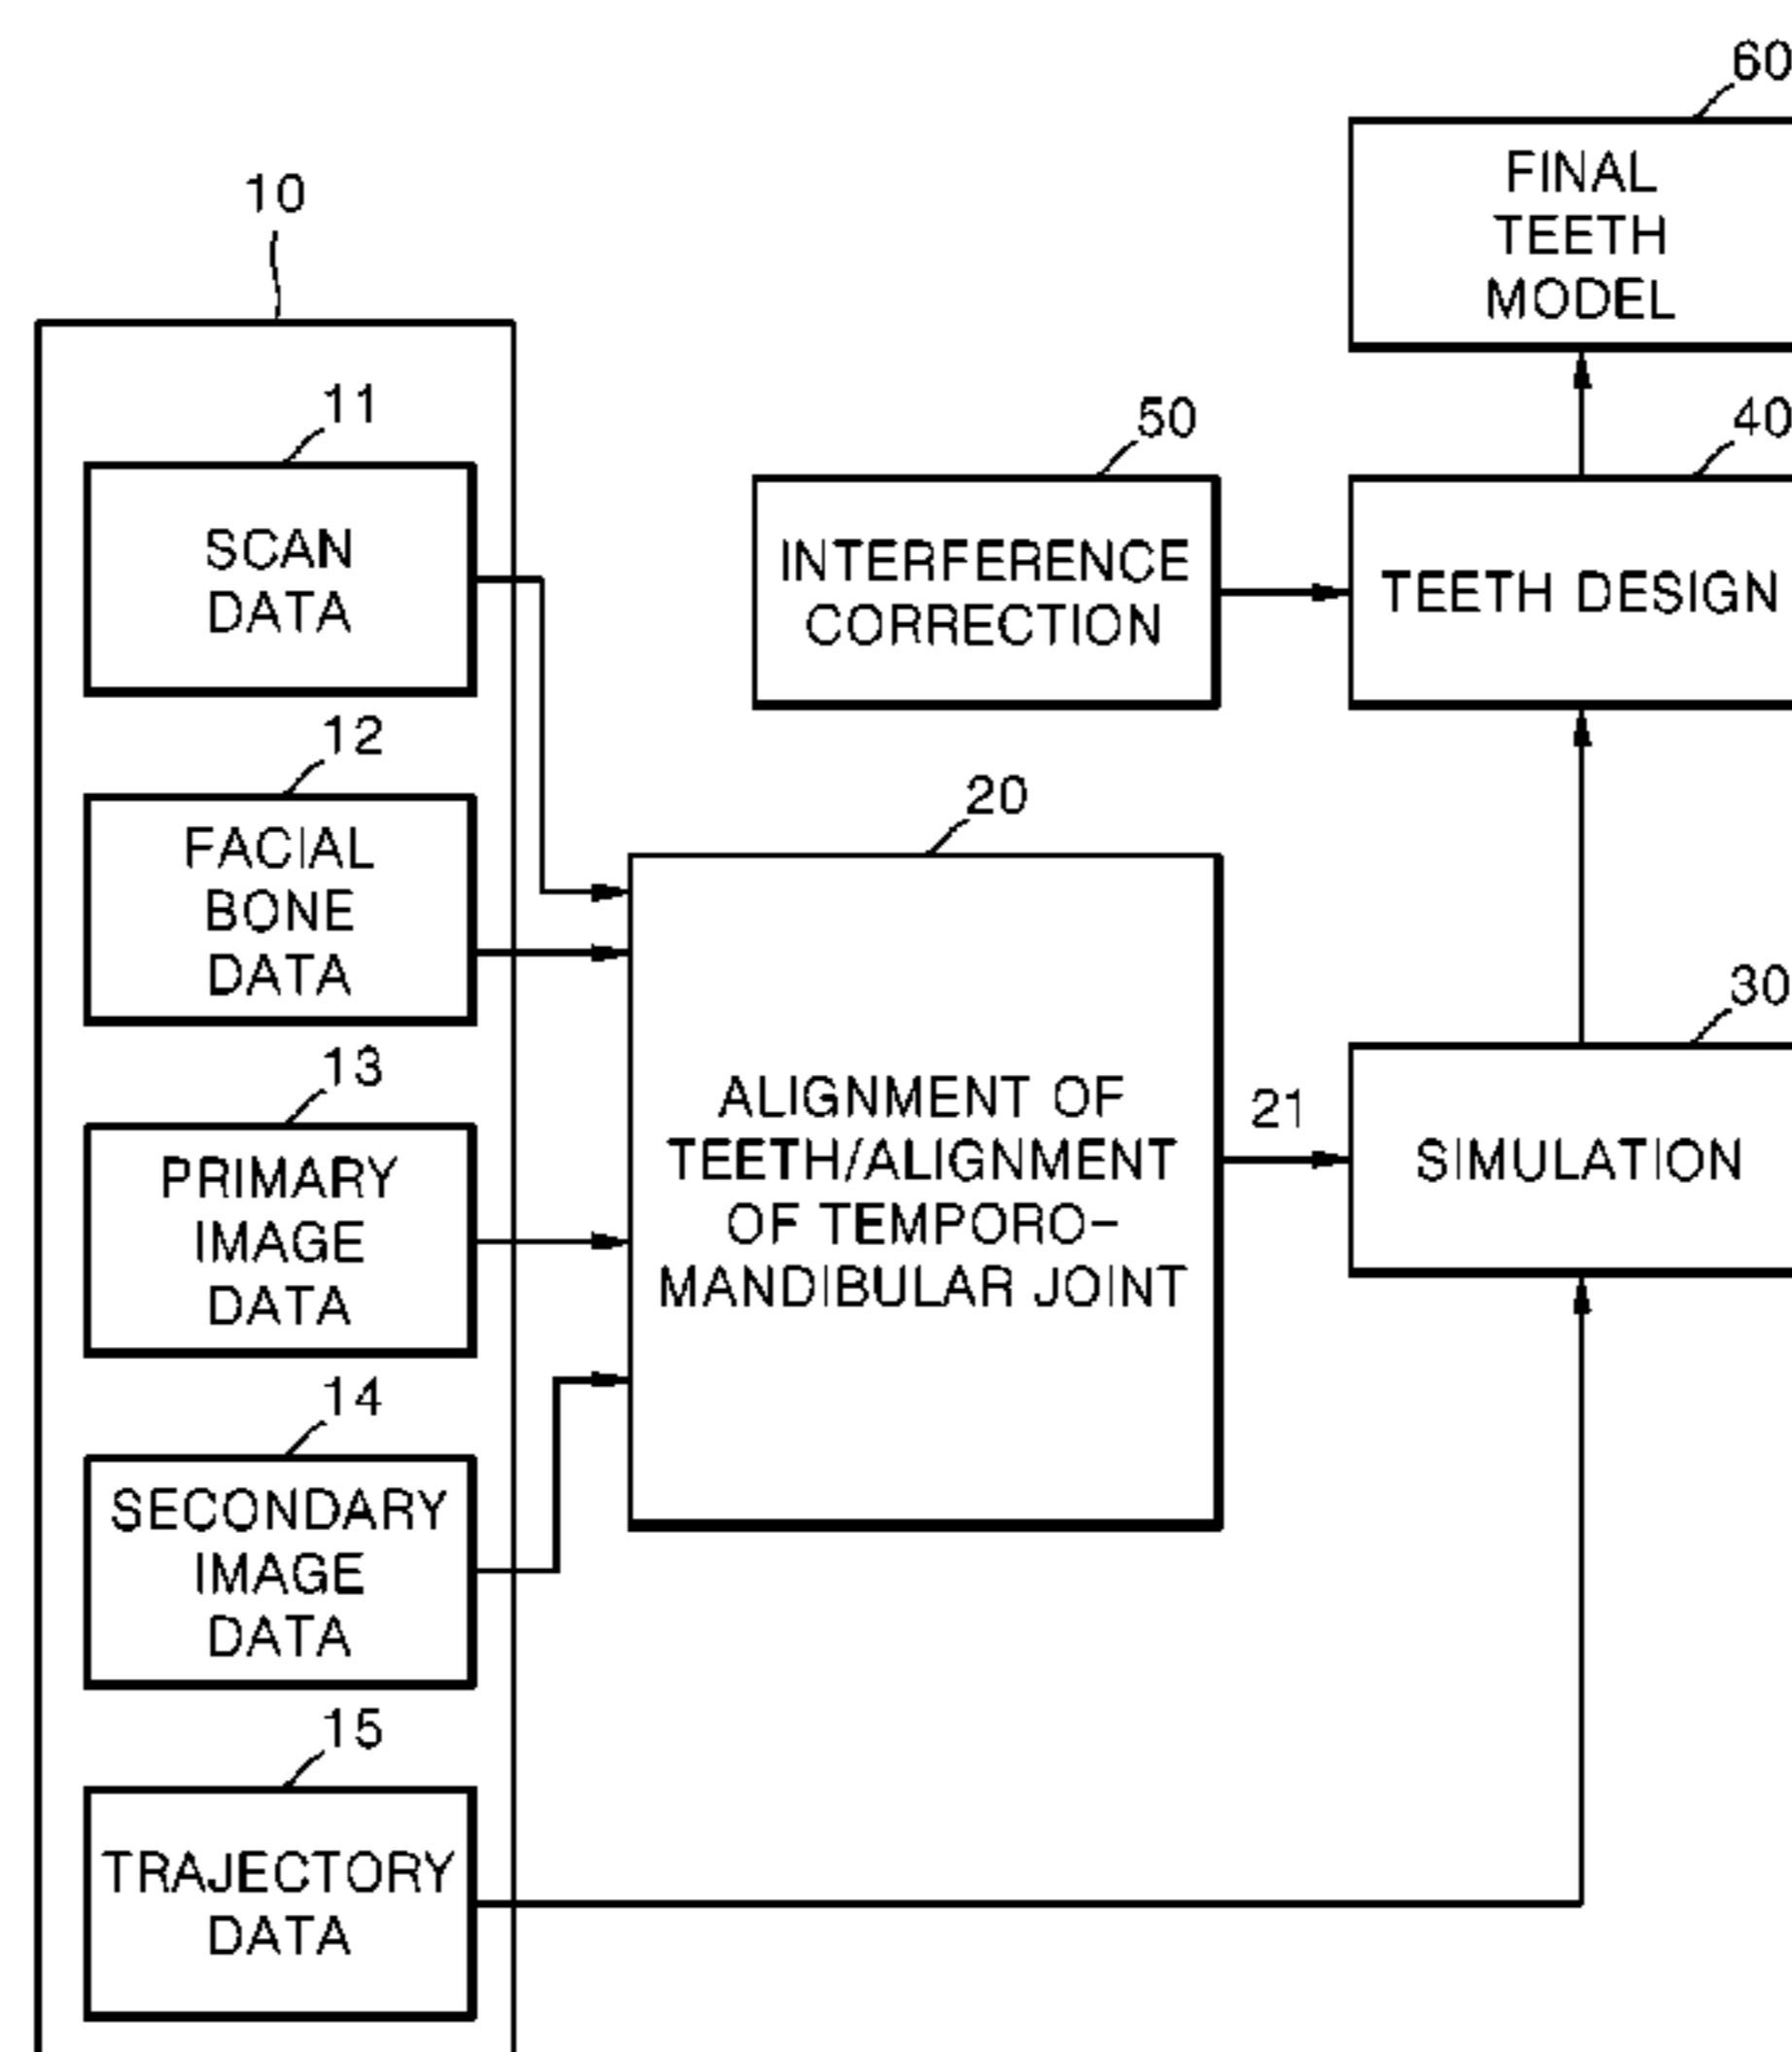 60
FINAL
TEETH
MODEL
10
11
SCAN
DATA
50
INTERFERENCE
CORRECTION
40
TEETH DESIGN
12
FACIAL
BONE
DATA
20
ALIGNMENT OF
TEETH/ALIGNMENT
OF TEMPORO-
MANDIBULAR JOINT
21
30
SIMULATION
13
PRIMARY
IMAGE
DATA
14
SECONDARY
IMAGE
DATA
15
TRAJECTORY
DATA